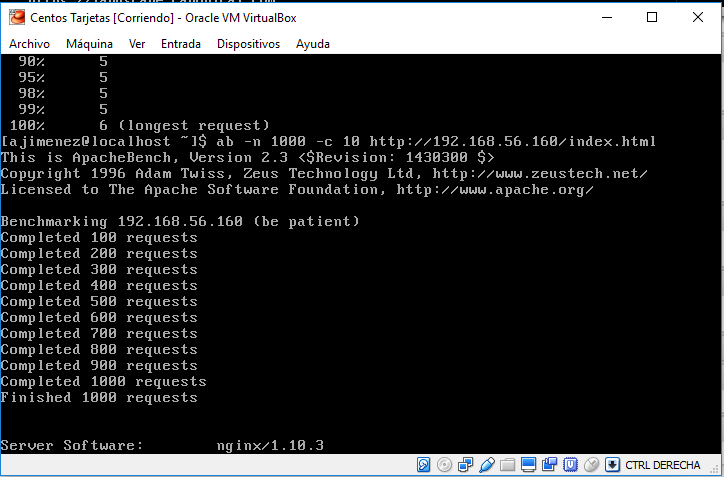 Centos Tarjetas [Corriendo] - Oracle VM VirtualBox
Archivo Máquina Ver Entrada Dispositivos Ayuda
90% 5
95% 5
98% 5
99% 5
100% 6 (longest request)
[ajimenez@localhost ~]$ ab -n 1000 -c 10 http://192.168.56.160/index.html
This is ApacheBench, Version 2.3 <$Revision: 1430300 $>
Copyright 1996 Adam Twiss, Zeus Technology Ltd, http://www.zeustech.net/
Licensed to The Apache Software Foundation, http://www.apache.org/
Benchmarking 192.168.56.160 (be patient)
Completed 100 requests
Completed 200 requests
Completed 300 requests
Completed 400 requests
Completed 500 requests
Completed 600 requests
Completed 700 requests
Completed 800 requests
Completed 900 requests
Completed 1000 requests
Finished 1000 requests
Server Software: nginx/1.10.3
CTRL DERECHA